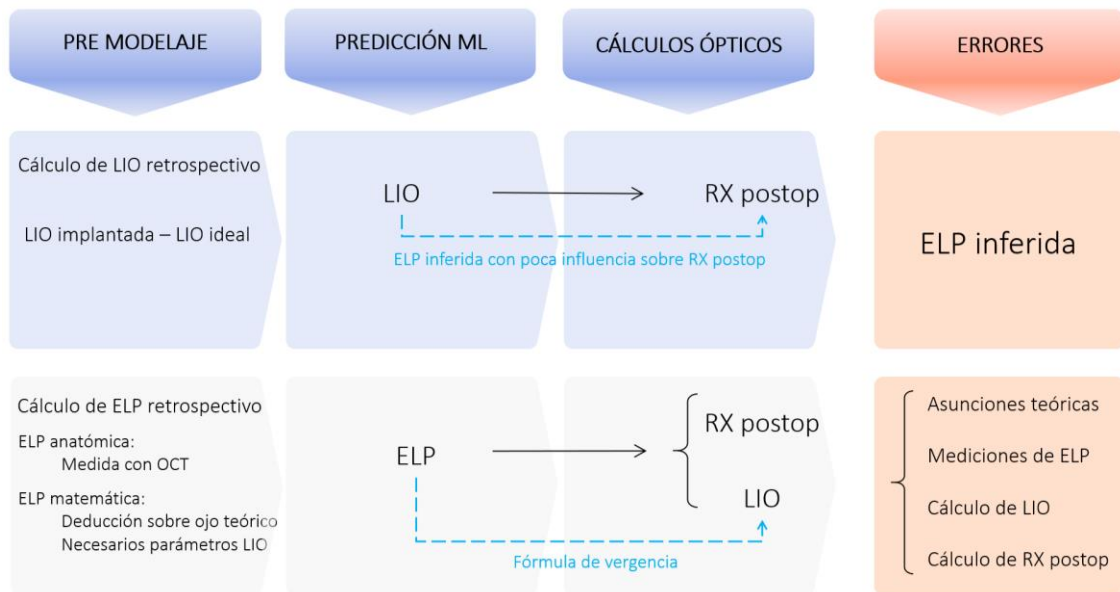 PRE MODELAJE
PREDICCIÓN ML
CÁLCULOS ÓPTICOS
ERRORES
Cálculo de LIO retrospectivo
LIO implantada – LIO ideal
LIO
RX postop
ELP inferida con poca influencia sobre RX postop
ELP inferida
Cálculo de ELP retrospectivo
ELP anatómica:
Medida con OCT
ELP matemática:
Deducción sobre ojo teórico
Necesarios parámetros LIO
ELP
RX postop
LIO
Fórmula de vergencia
Asunciones teóricas
Mediciones de ELP
Cálculo de LIO
Cálculo de RX postop